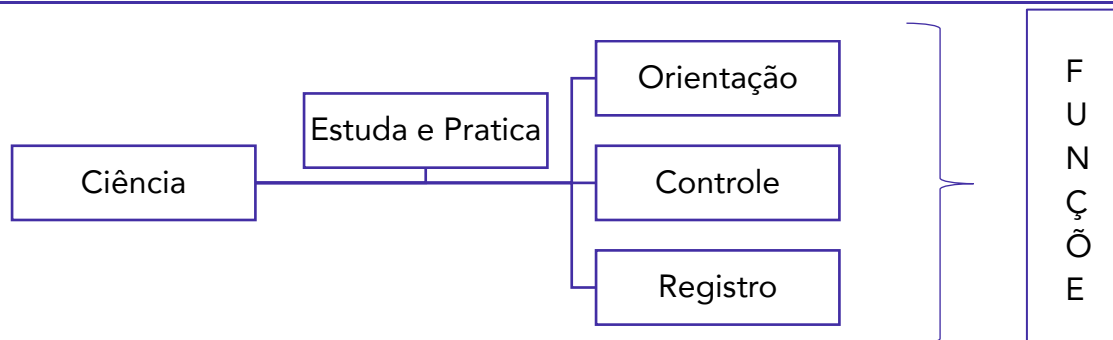 Ciência
Estuda e Pratica
Orientação
Controle
Registro
F
U
N
Ç
Õ
E